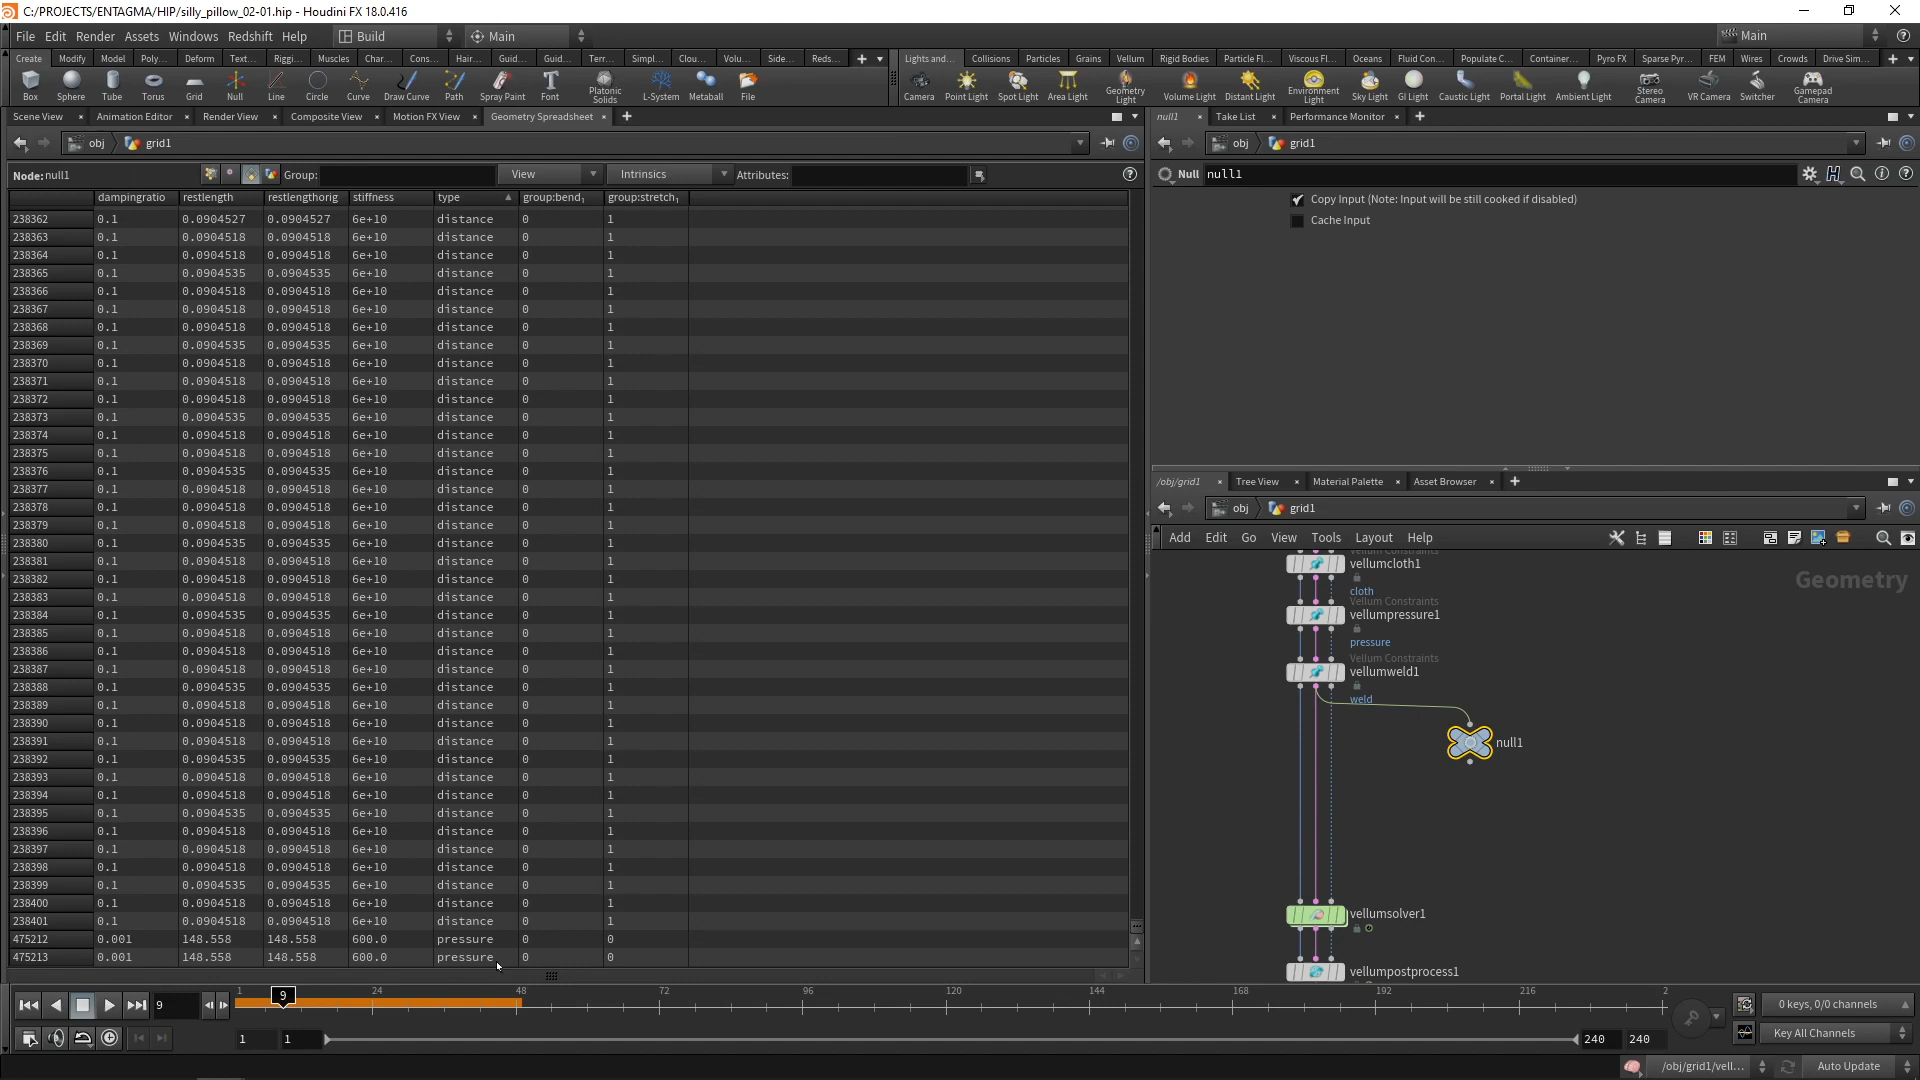 C:/PROJECTS/ENTAGMA/HIP/silly_pillow_02-01.hip - Houdini FX 18.0.416
File Edit Render Assets Windows Redshift Help Build Main Main
Create Modify Model Poly... Deform Text... Riggi... Muscles Char... Cons... Hair... Guid... Guid... Terr... Simpl... Clou... Volu... Side... Reds...
Lights and... Collisions Particles Grains Vellum Rigid Bodies Particle Fl... Viscous Fl... Oceans Fluid Con... Populate C... Container... Pyro FX Sparse Pyr... FEM Wires Crowds Drive Sim...
Box Sphere Tube Torus Grid Null Line Circle Curve Draw Curve Path Spray Paint Font Platonic Solids L-System Metaball File
Camera Point Light Spot Light Area Light Geometry Light Volume Light Distant Light Environment Light Sky Light GI Light Caustic Light Portal Light Ambient Light Stereo Camera VR Camera Switcher Gamepad Camera
Scene View Animation Editor Render View Composite View Motion FX View Geometry Spreadsheet
obj grid1
Node: null1 Group: View Intrinsics Attributes:
dampingratio restlength restlengthorig stiffness type group:bend1 group:stretch1
238362 0.1 0.0904527 0.0904527 6e+10 distance 0 1
238363 0.1 0.0904518 0.0904518 6e+10 distance 0 1
238364 0.1 0.0904518 0.0904518 6e+10 distance 0 1
238365 0.1 0.0904535 0.0904535 6e+10 distance 0 1
238366 0.1 0.0904518 0.0904518 6e+10 distance 0 1
238367 0.1 0.0904518 0.0904518 6e+10 distance 0 1
238368 0.1 0.0904518 0.0904518 6e+10 distance 0 1
238369 0.1 0.0904535 0.0904535 6e+10 distance 0 1
238370 0.1 0.0904518 0.0904518 6e+10 distance 0 1
238371 0.1 0.0904518 0.0904518 6e+10 distance 0 1
238372 0.1 0.0904518 0.0904518 6e+10 distance 0 1
238373 0.1 0.0904535 0.0904535 6e+10 distance 0 1
238374 0.1 0.0904518 0.0904518 6e+10 distance 0 1
238375 0.1 0.0904518 0.0904518 6e+10 distance 0 1
238376 0.1 0.0904535 0.0904535 6e+10 distance 0 1
238377 0.1 0.0904518 0.0904518 6e+10 distance 0 1
238378 0.1 0.0904518 0.0904518 6e+10 distance 0 1
238379 0.1 0.0904518 0.0904518 6e+10 distance 0 1
238380 0.1 0.0904535 0.0904535 6e+10 distance 0 1
238381 0.1 0.0904518 0.0904518 6e+10 distance 0 1
238382 0.1 0.0904518 0.0904518 6e+10 distance 0 1
238383 0.1 0.0904518 0.0904518 6e+10 distance 0 1
238384 0.1 0.0904535 0.0904535 6e+10 distance 0 1
238385 0.1 0.0904518 0.0904518 6e+10 distance 0 1
238386 0.1 0.0904518 0.0904518 6e+10 distance 0 1
238387 0.1 0.0904518 0.0904518 6e+10 distance 0 1
238388 0.1 0.0904535 0.0904535 6e+10 distance 0 1
238389 0.1 0.0904518 0.0904518 6e+10 distance 0 1
238390 0.1 0.0904518 0.0904518 6e+10 distance 0 1
238391 0.1 0.0904518 0.0904518 6e+10 distance 0 1
238392 0.1 0.0904535 0.0904535 6e+10 distance 0 1
238393 0.1 0.0904518 0.0904518 6e+10 distance 0 1
238394 0.1 0.0904518 0.0904518 6e+10 distance 0 1
238395 0.1 0.0904535 0.0904535 6e+10 distance 0 1
238396 0.1 0.0904518 0.0904518 6e+10 distance 0 1
238397 0.1 0.0904518 0.0904518 6e+10 distance 0 1
238398 0.1 0.0904518 0.0904518 6e+10 distance 0 1
238399 0.1 0.0904535 0.0904535 6e+10 distance 0 1
238400 0.1 0.0904518 0.0904518 6e+10 distance 0 1
238401 0.1 0.0904518 0.0904518 6e+10 distance 0 1
475212 0.001 148.558 148.558 600.0 pressure 0 0
475213 0.001 148.558 148.558 600.0 pressure 0 0
null1 Take List Performance Monitor
obj grid1
Null null1
Copy Input (Note: Input will be still cooked if disabled)
Cache Input
/obj/grid1 Tree View Material Palette Asset Browser
obj grid1
Add Edit Go View Tools Layout Help
Geometry
Vellum Constraints
vellumcloth1
cloth
Vellum Constraints
vellumpressure1
pressure
Vellum Constraints
vellumweld1
weld
null1
vellumsolver1
vellumpostprocess1
9 1 9 24 48 72 96 120 144 168 192 216 2
0 keys, 0/0 channels
1 1 240 240
Key All Channels
/obj/grid1/vell... Auto Update